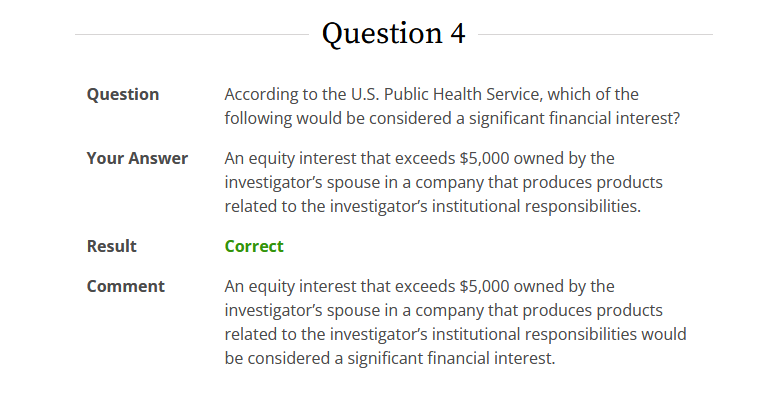 Question 4
Question
According to the U.S. Public Health Service, which of the
following would be considered a significant financial interest?
Your Answer
An equity interest that exceeds $5,000 owned by the
investigator’s spouse in a company that produces products
related to the investigator’s institutional responsibilities.
Result
Correct
Comment
An equity interest that exceeds $5,000 owned by the
investigator’s spouse in a company that produces products
related to the investigator’s institutional responsibilities would
be considered a significant financial interest.